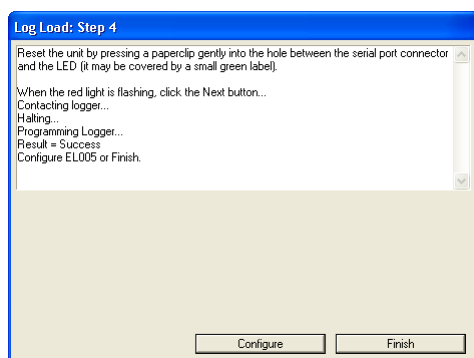 Log Load: Step 4
Reset the unit by pressing a paperclip gently into the hole between the serial port connector
and the LED (it may be covered by a small green label).
When the red light is flashing, click the Next button...
Contacting logger...
Halting...
Programming Logger...
Result = Success
Configure EL005 or Finish.
Configure
Finish